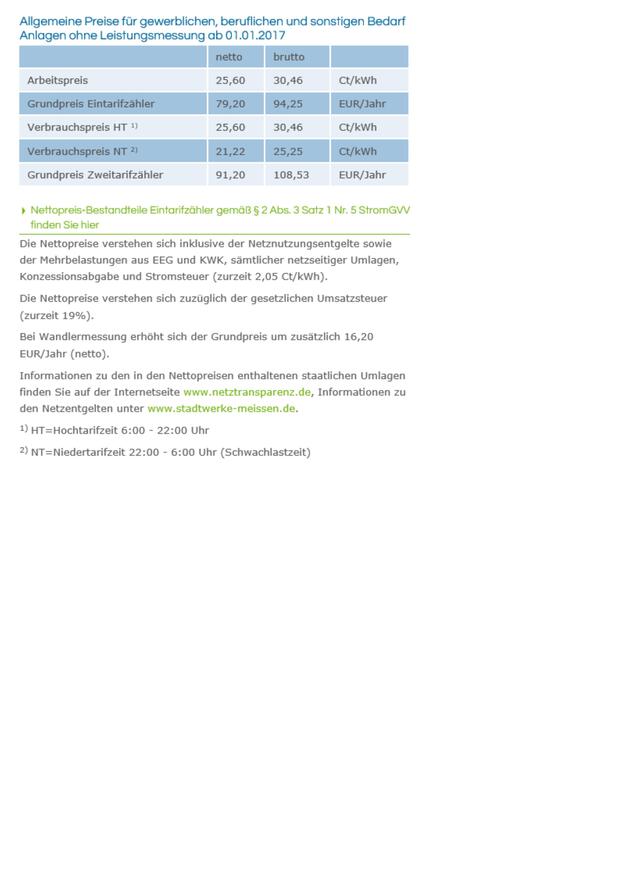 Allgemeine Preise für gewerblichen, beruflichen und sonstigen Bedarf
Anlagen ohne Leistungsmessung ab 01.01.2017
netto brutto
Arbeitspreis 25,60 30,46 Ct/kWh
Grundpreis Eintarifzähler 79,20 94,25 EUR/Jahr
Verbrauchspreis HT 1) 25,60 30,46 Ct/kWh
Verbrauchspreis NT 2) 21,22 25,25 Ct/kWh
Grundpreis Zweitarifzähler 91,20 108,53 EUR/Jahr
Nettopreis-Bestandteile Eintarifzähler gemäß § 2 Abs. 3 Satz 1 Nr. 5 StromGVV
finden Sie hier
Die Nettopreise verstehen sich inklusive der Netznutzungsentgelte sowie
der Mehrbelastungen aus EEG und KWK, sämtlicher netzseitiger Umlagen,
Konzessionsabgabe und Stromsteuer (zurzeit 2,05 Ct/kWh).
Die Nettopreise verstehen sich zuzüglich der gesetzlichen Umsatzsteuer
(zurzeit 19%).
Bei Wandlermessung erhöht sich der Grundpreis um zusätzlich 16,20
EUR/Jahr (netto).
Informationen zu den in den Nettopreisen enthaltenen staatlichen Umlagen
finden Sie auf der Internetseite www.netztransparenz.de, Informationen zu
den Netzentgelten unter www.stadtwerke-meissen.de.
1) HT=Hochtarifzeit 6:00 - 22:00 Uhr
2) NT=Niedertarifzeit 22:00 - 6:00 Uhr (Schwachlastzeit)